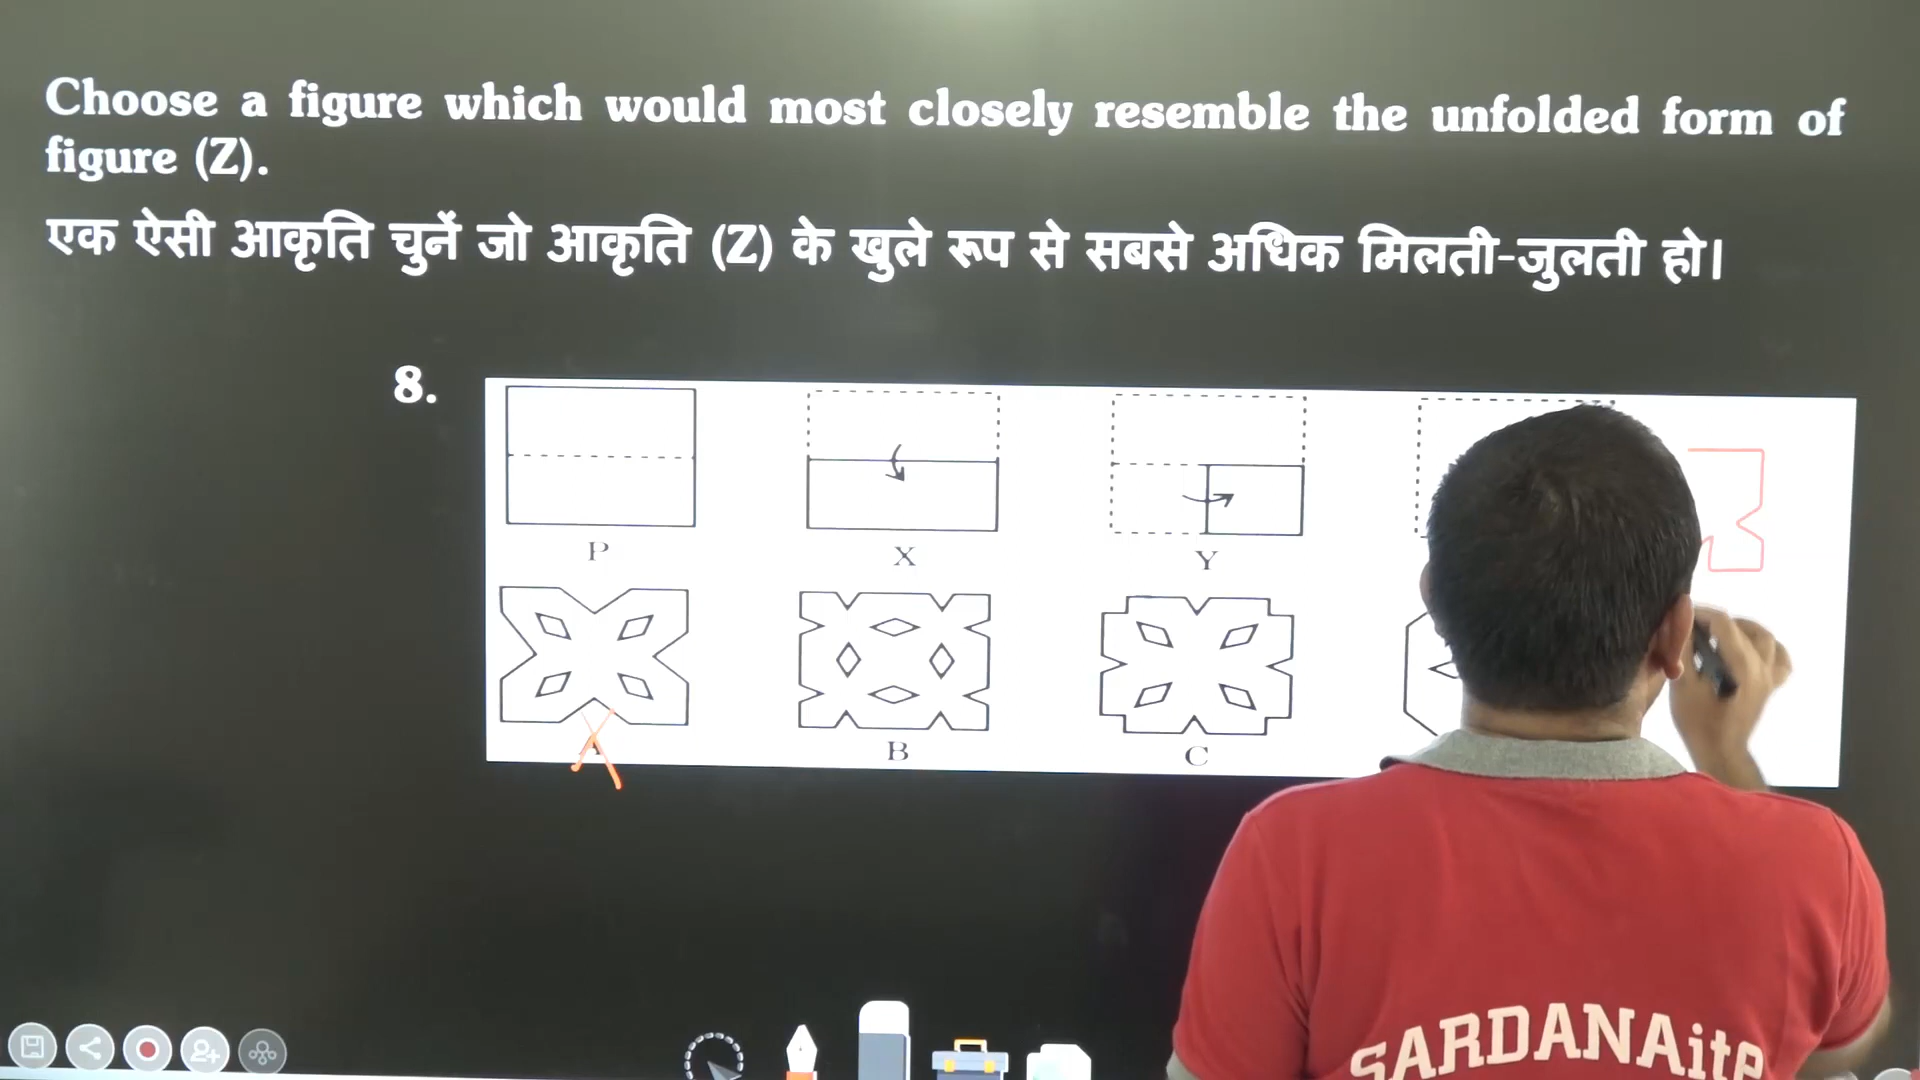 Choose a figure which would most closely resemble the unfolded form of
figure (Z).
एक ऐसी आकृति चुनें जो आकृति (Z) के खुले रूप से सबसे अधिक मिलती-जुलती हो।
8.
P X Y
A B C
SARDANAite